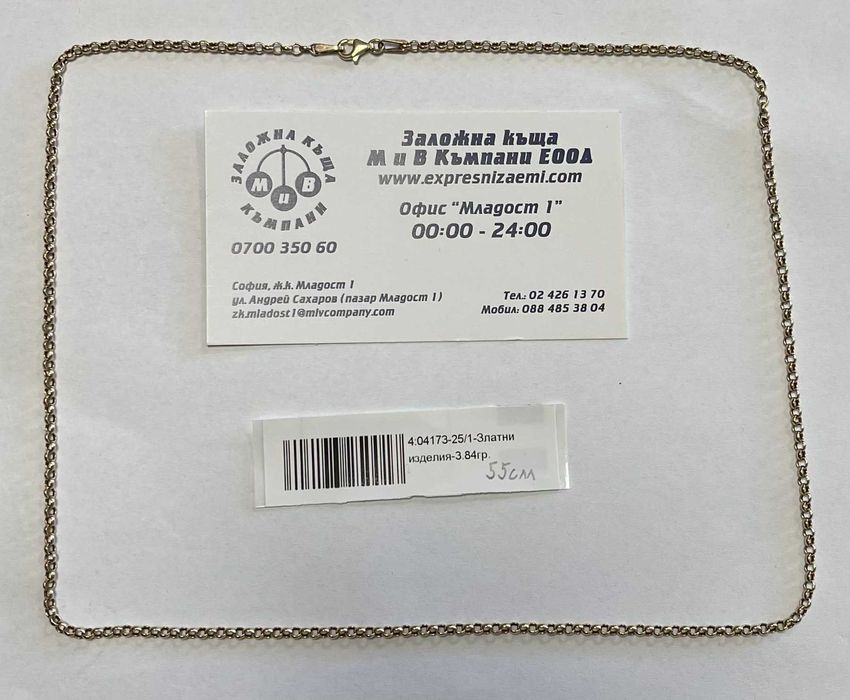 ЗАЛОЖНА КЪЩА
М и В
КЪМПАНИ
0700 350 60
Заложна къща
М и В Къмпани ЕООД
www.expresnizaemi.com
Офис "Младост 1"
00:00 - 24:00
София, ж.к. Младост 1
ул. Андрей Сахаров (пазар Младост 1)
zk.mladost1@mivcompany.com
Тел.: 02 426 13 70
Мобил: 088 485 38 04
4:04173-25/1-Златни
изделия-3.84гр.
55см